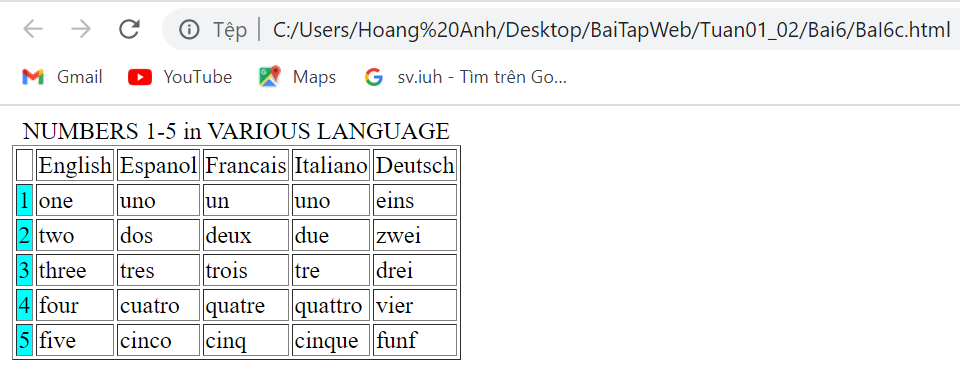 Tệp C:/Users/Hoang%20Anh/Desktop/BaiTapWeb/Tuan01_02/Bai6/BaI6c.html
Gmail YouTube Maps sv.iuh - Tìm trên Go...
NUMBERS 1-5 in VARIOUS LANGUAGE
English Espanol Francais Italiano Deutsch
1 one uno un uno eins
2 two dos deux due zwei
3 three tres trois tre drei
4 four cuatro quatre quattro vier
5 five cinco cinq cinque funf